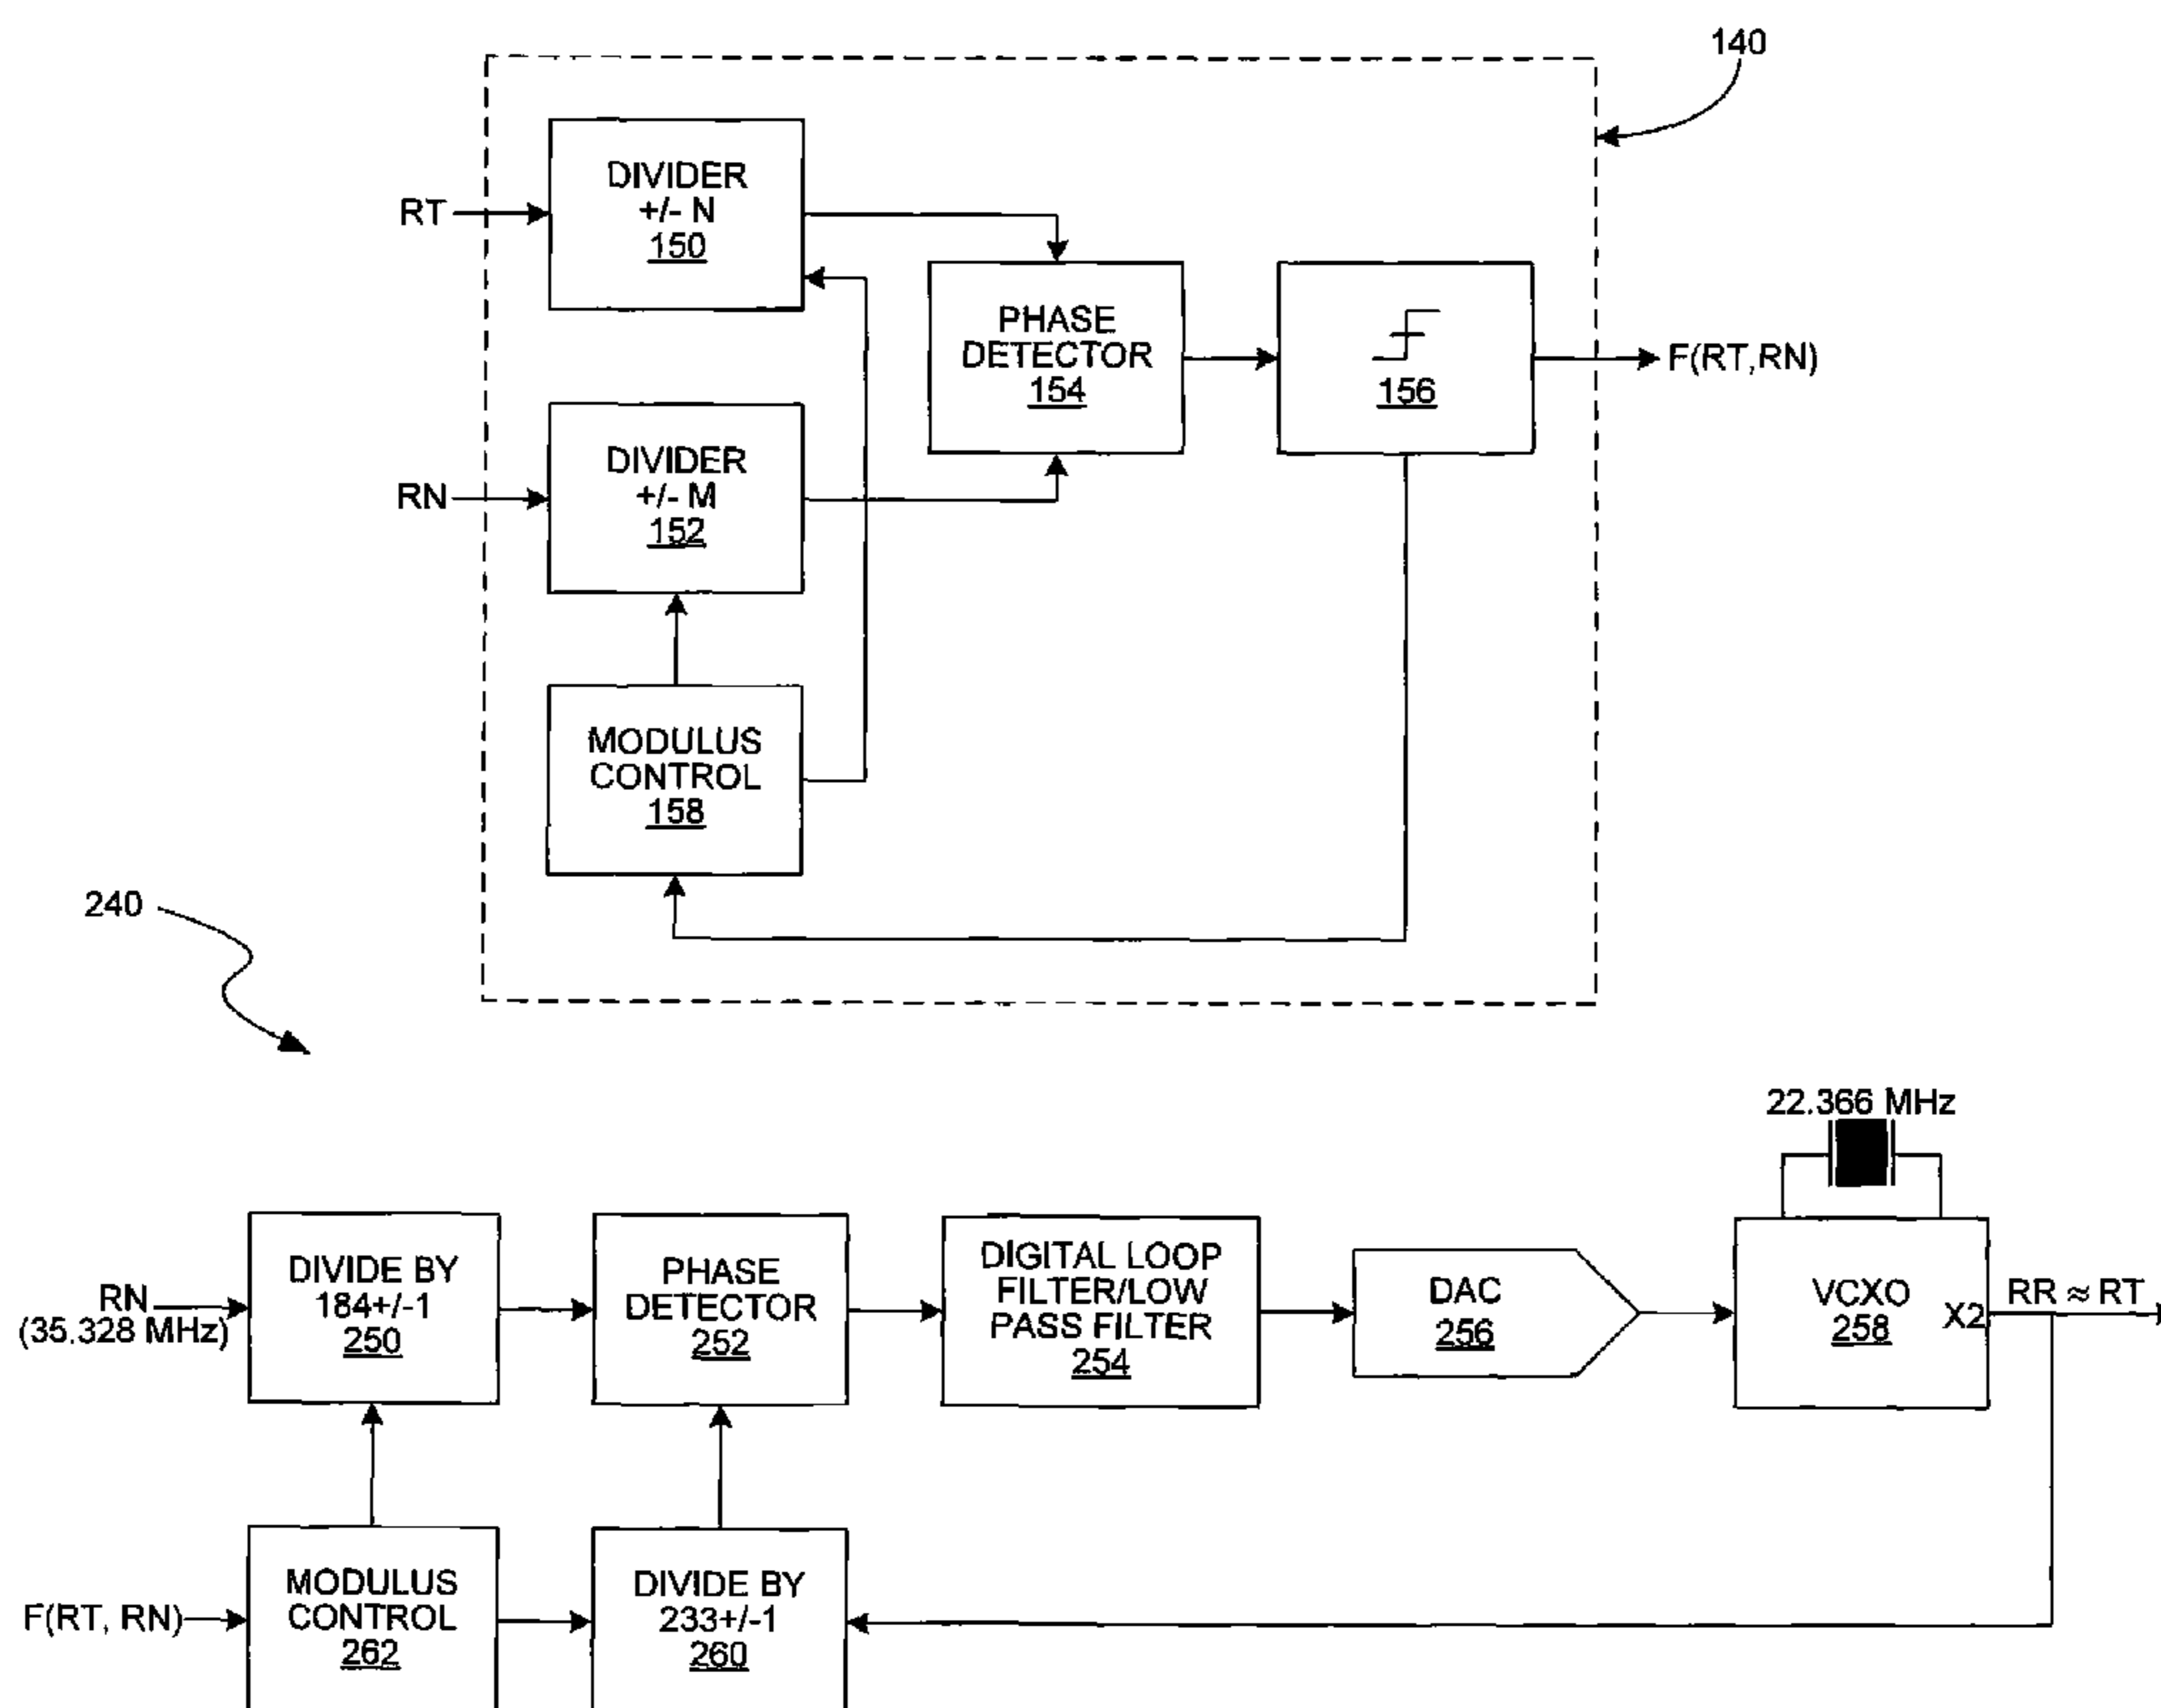 140
DIVIDER
+/- N
150
RT
PHASE
DETECTOR
154
156
F(RT,RN)
DIVIDER
+/- M
152
RN
MODULUS
CONTROL
158
240
22.366 MHz
RN
(35.328 MHz)
DIVIDE BY
184+/-1
250
PHASE
DETECTOR
252
DIGITAL LOOP
FILTER/LOW
PASS FILTER
254
DAC
256
VCXO
258
X2
RR ≈ RT
F(RT, RN)
MODULUS
CONTROL
262
DIVIDE BY
233+/-1
260